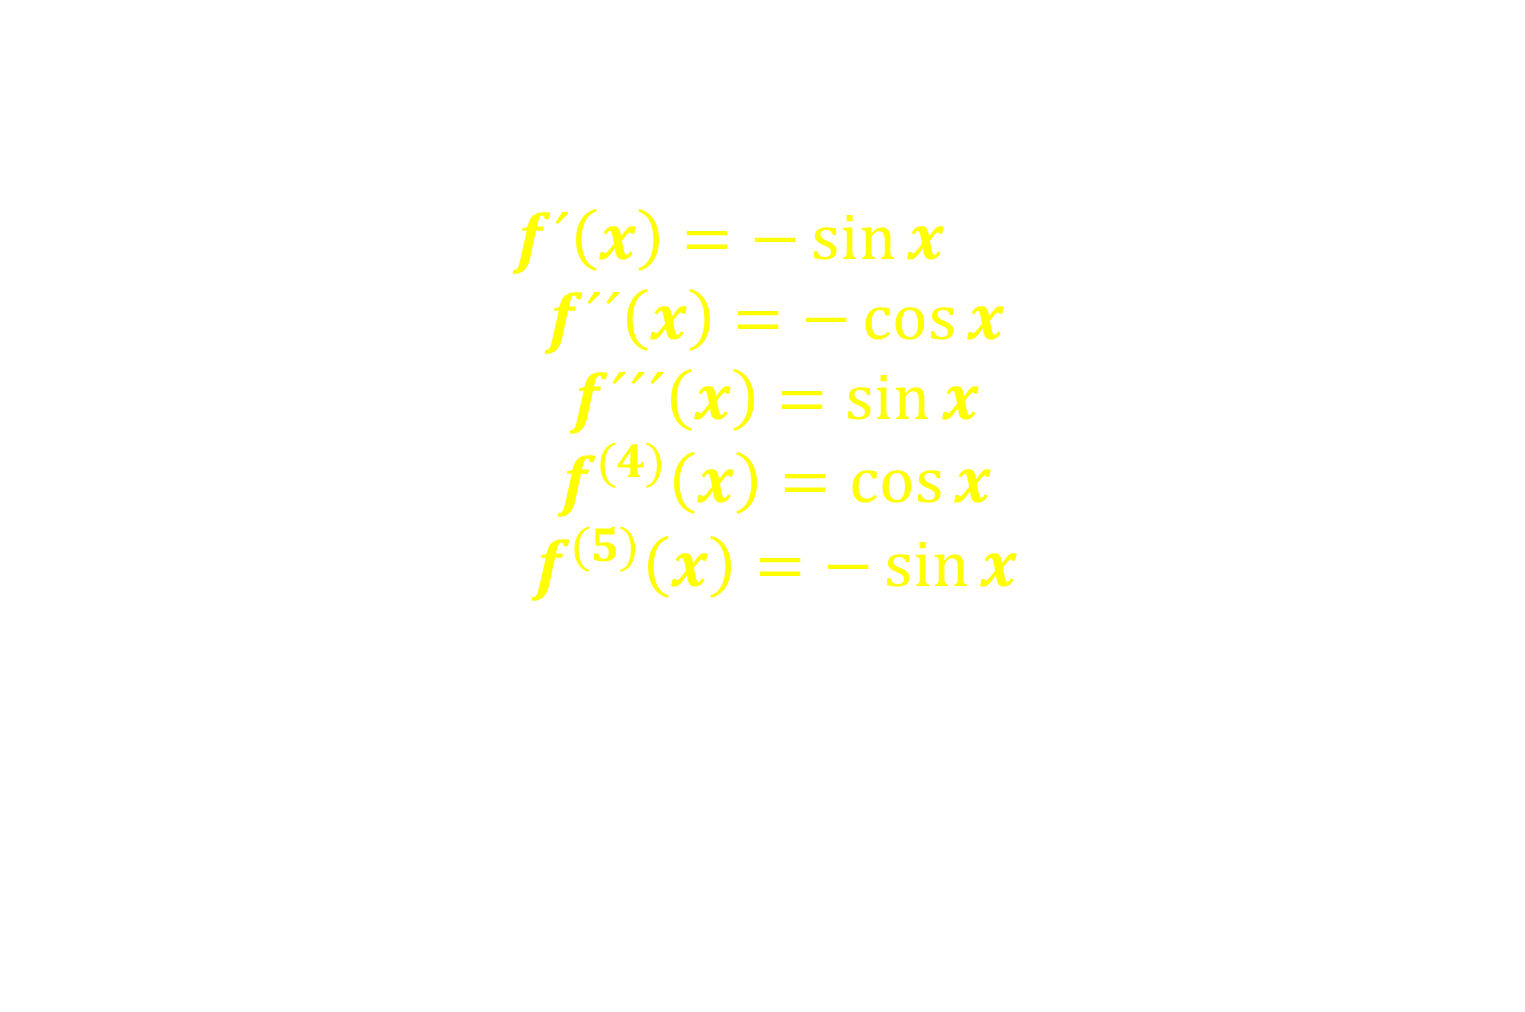 f´(x) = − sin x
f´´(x) = − cos x
f´´´(x) = sin x
f⁽⁴⁾(x) = cos x
f⁽⁵⁾(x) = − sin x